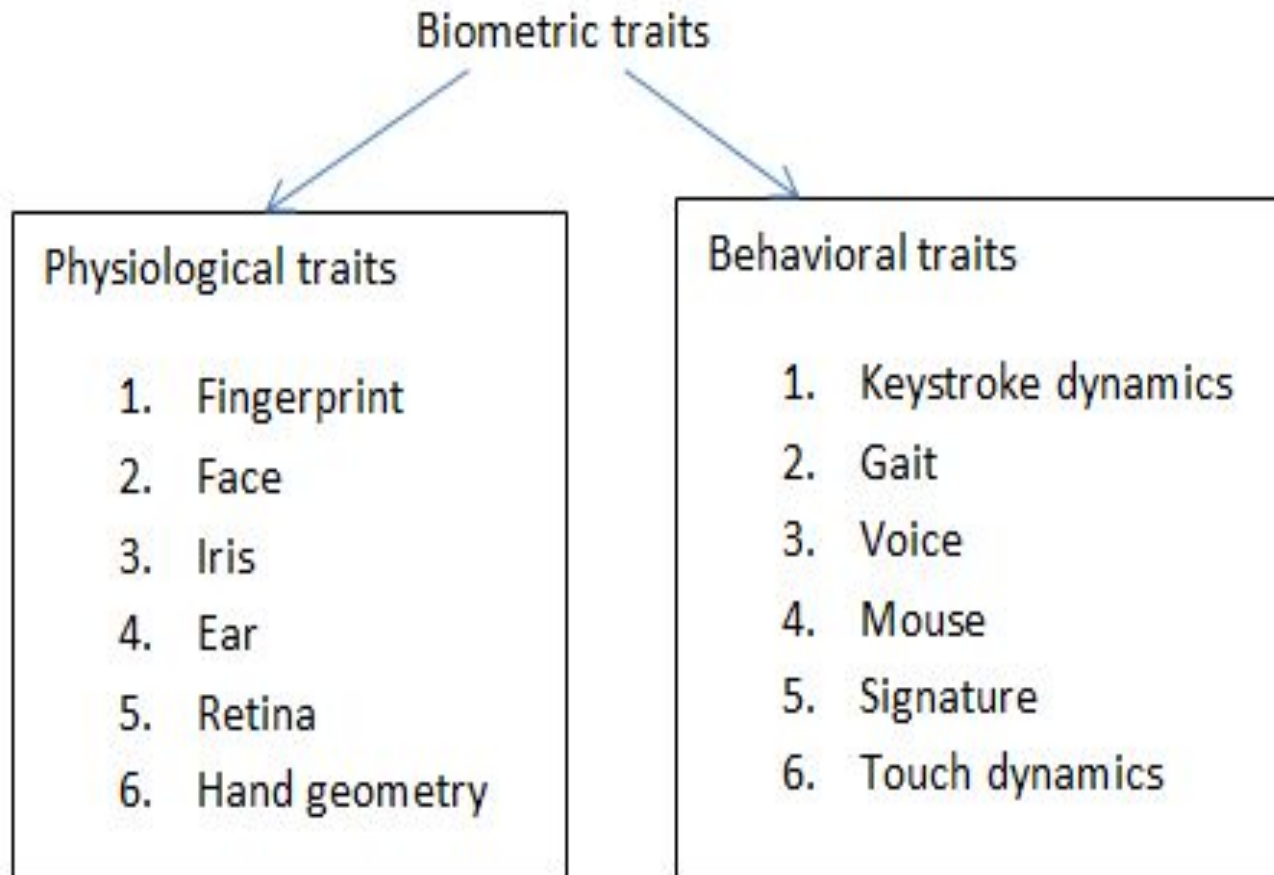 Biometric traits
Physiological traits
1. Fingerprint
2. Face
3. Iris
4. Ear
5. Retina
6. Hand geometry
Behavioral traits
1. Keystroke dynamics
2. Gait
3. Voice
4. Mouse
5. Signature
6. Touch dynamics